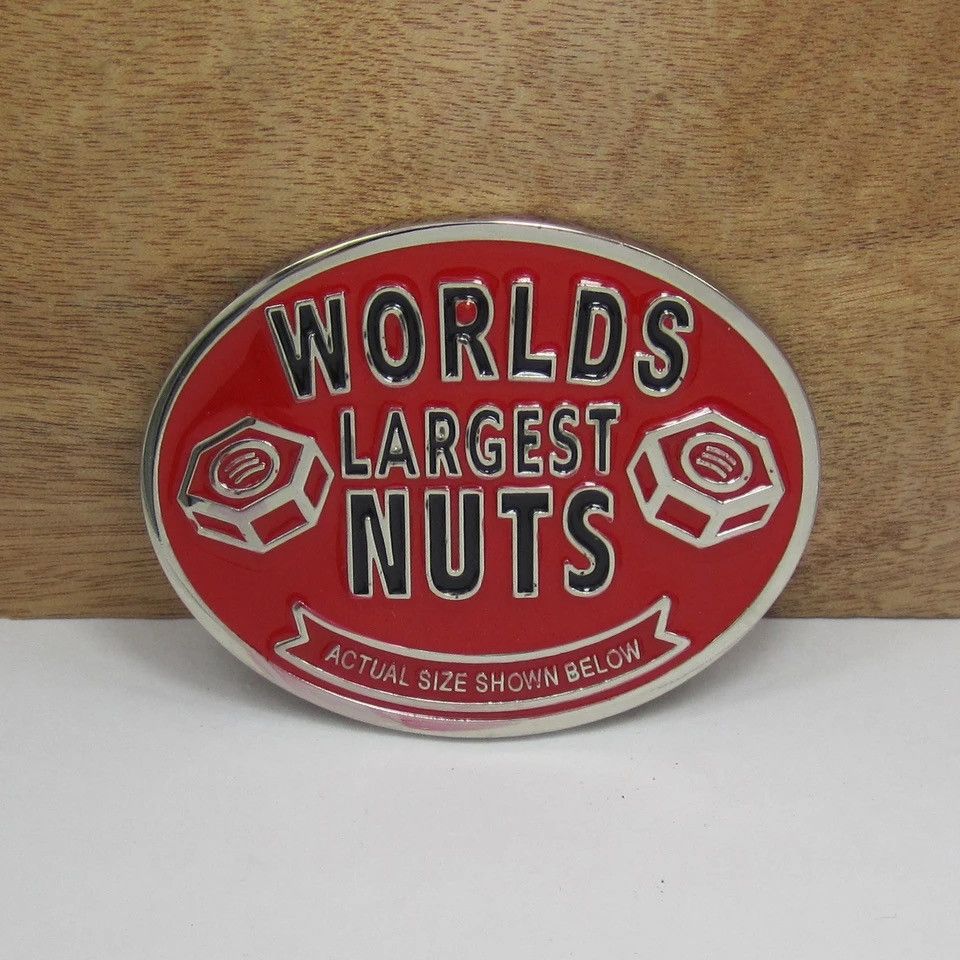 WORLDS
LARGEST
NUTS
ACTUAL SIZE SHOWN BELOW